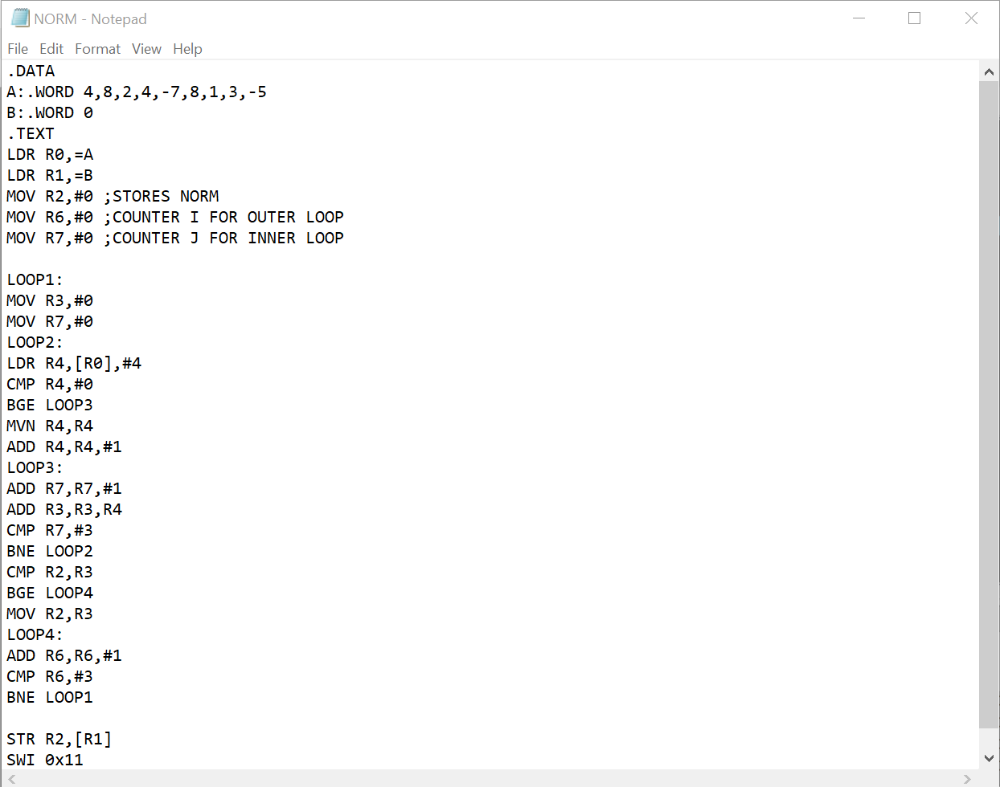 NORM - Notepad
File Edit Format View Help
.DATA
A:.WORD 4,8,2,4,-7,8,1,3,-5
B:.WORD 0
.TEXT
LDR R0,=A
LDR R1,=B
MOV R2,#0 ;STORES NORM
MOV R6,#0 ;COUNTER I FOR OUTER LOOP
MOV R7,#0 ;COUNTER J FOR INNER LOOP

LOOP1:
MOV R3,#0
MOV R7,#0
LOOP2:
LDR R4,[R0],#4
CMP R4,#0
BGE LOOP3
MVN R4,R4
ADD R4,R4,#1
LOOP3:
ADD R7,R7,#1
ADD R3,R3,R4
CMP R7,#3
BNE LOOP2
CMP R2,R3
BGE LOOP4
MOV R2,R3
LOOP4:
ADD R6,R6,#1
CMP R6,#3
BNE LOOP1

STR R2,[R1]
SWI 0x11